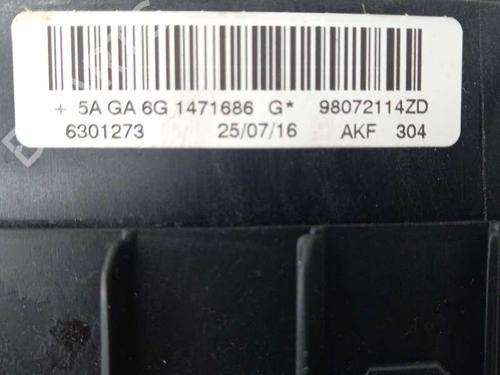 + 5A GA 6G 1471686 G* 98072114ZD
6301273 25/07/16 AKF 304